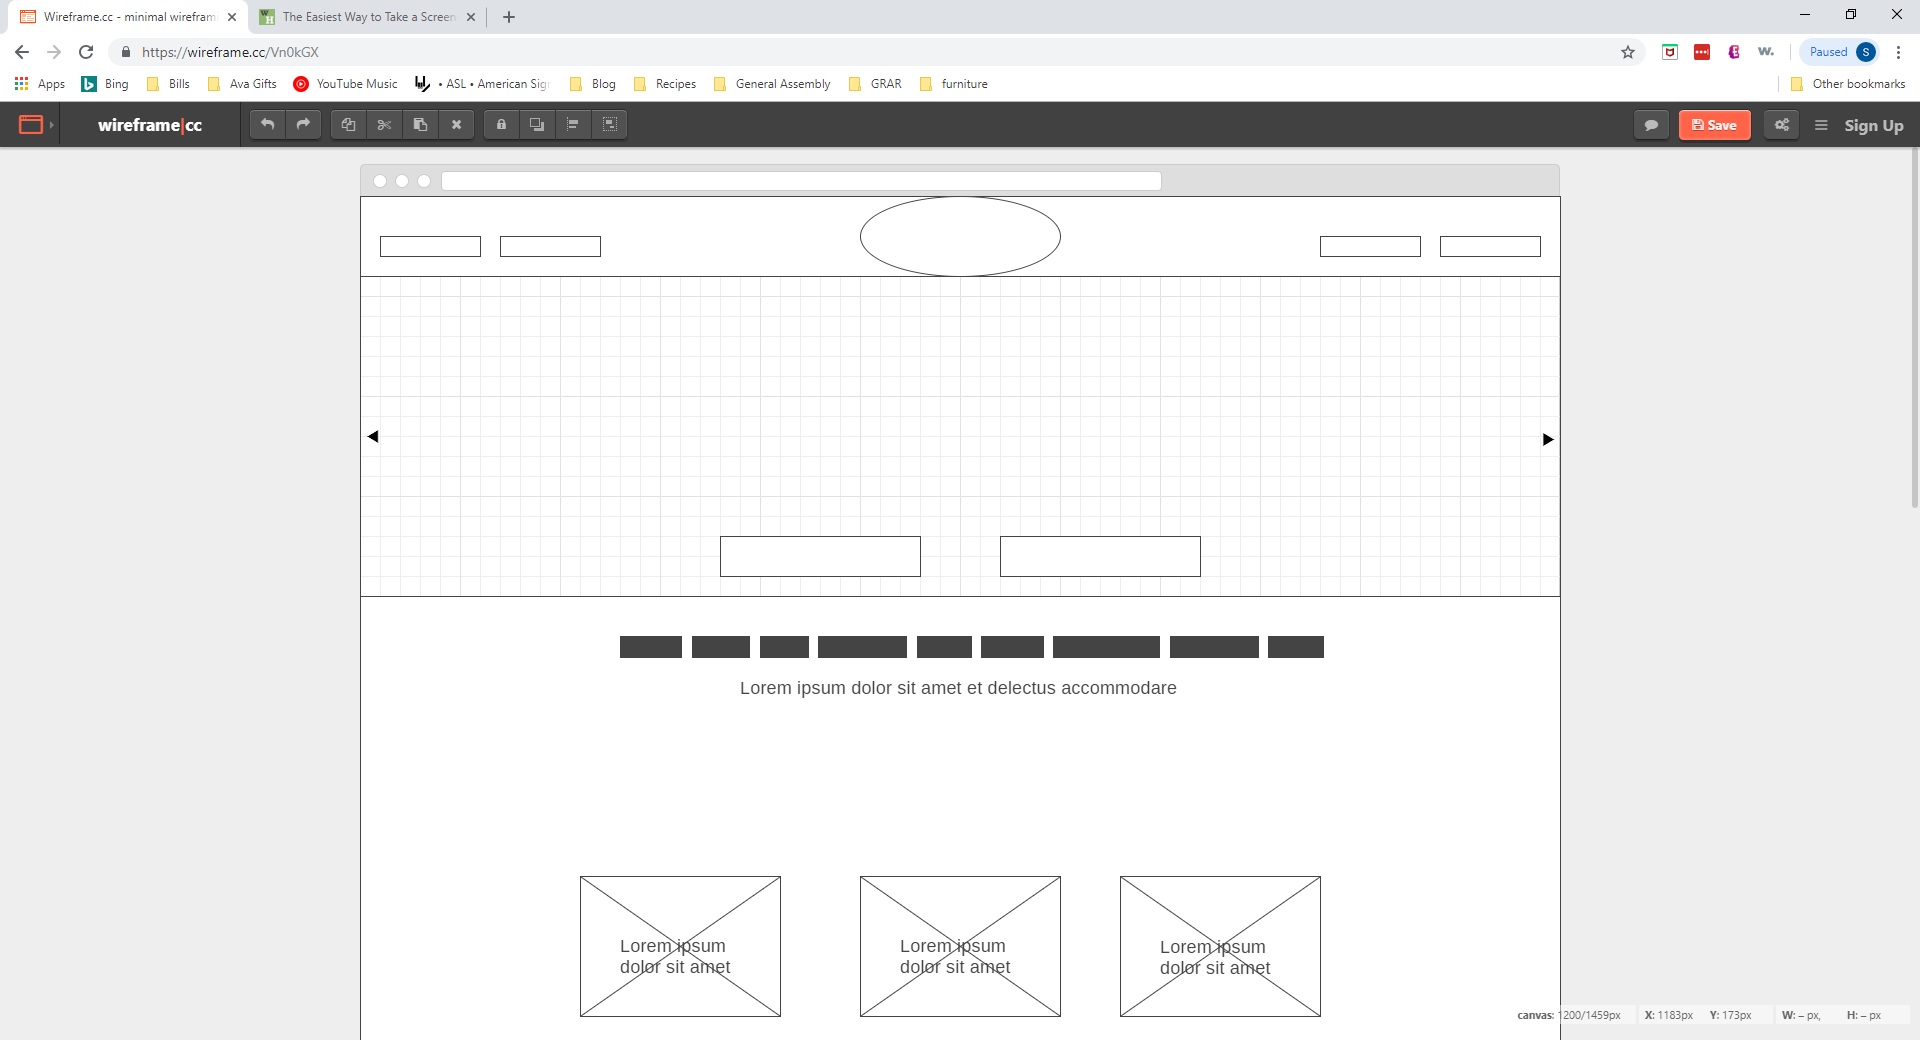 Wireframe.cc - minimal wirefram
The Easiest Way to Take a Screen
https://wireframe.cc/Vn0kGX
Paused S
Apps Bing Bills Ava Gifts YouTube Music • ASL • American Sig Blog Recipes General Assembly GRAR furniture Other bookmarks
wireframe|cc
Save
Sign Up
Lorem ipsum dolor sit amet et delectus accommodare
Lorem ipsum
dolor sit amet
Lorem ipsum
dolor sit amet
Lorem ipsum
dolor sit amet
canvas: 1200/1459px X: 1183px Y: 173px W: – px, H: – px